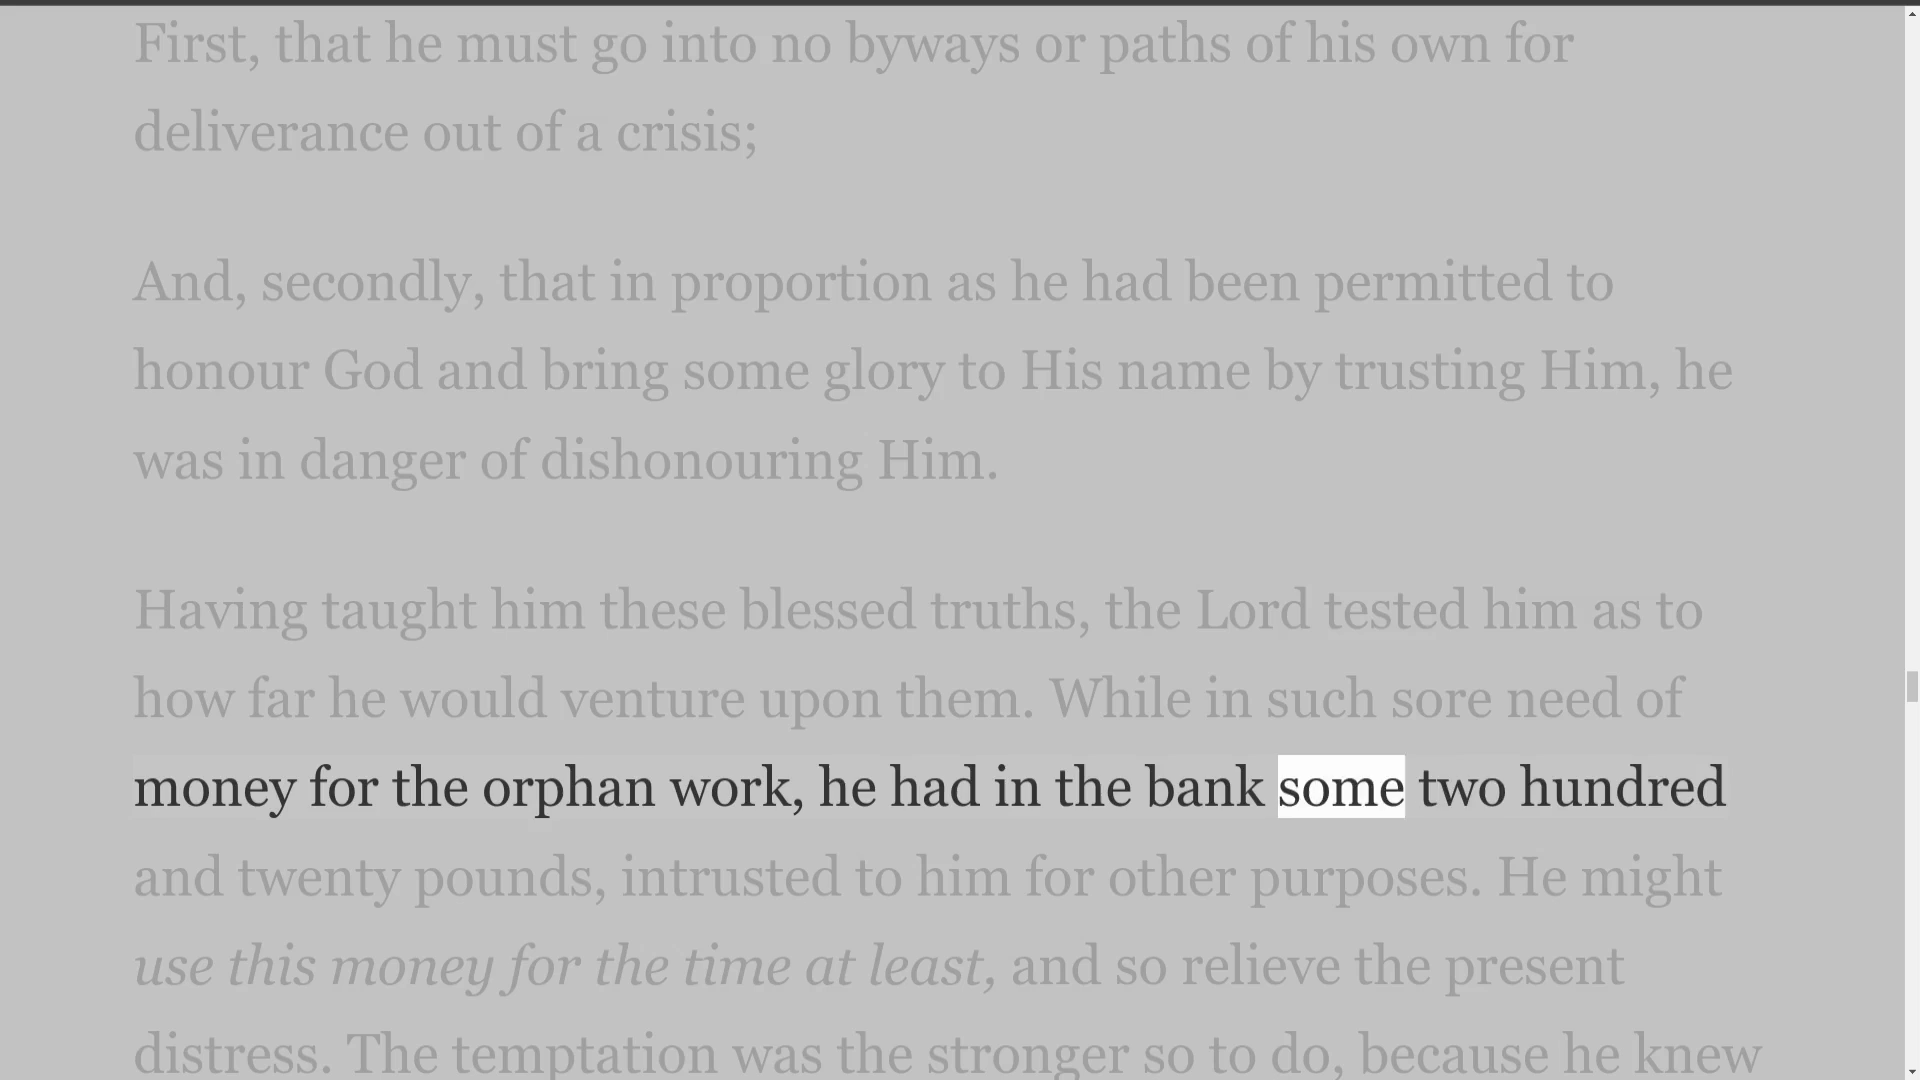 First, that he must go into no byways or paths of his own for
deliverance out of a crisis;
And, secondly, that in proportion as he had been permitted to
honour God and bring some glory to His name by trusting Him, he
was in danger of dishonouring Him.
Having taught him these blessed truths, the Lord tested him as to
how far he would venture upon them. While in such sore need of
money for the orphan work, he had in the bank some two hundred
and twenty pounds, intrusted to him for other purposes. He might
use this money for the time at least, and so relieve the present
distress. The temptation was the stronger so to do, because he knew